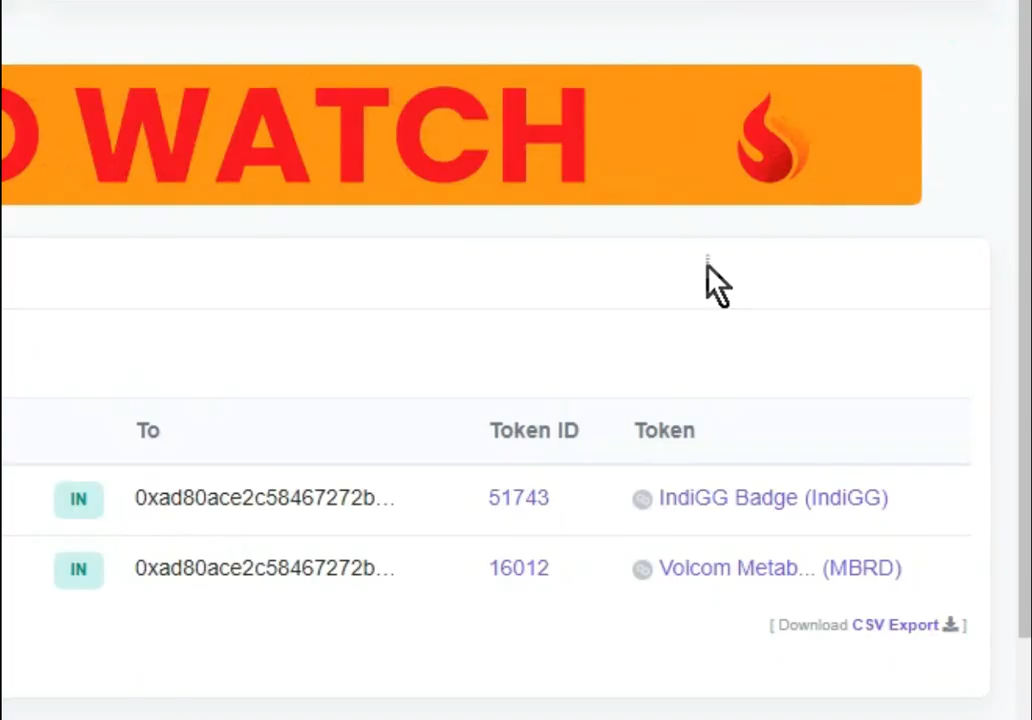 WATCH
To Token ID Token
IN 0xad80ace2c58467272b... 51743 IndiGG Badge (IndiGG)
IN 0xad80ace2c58467272b... 16012 Volcom Metab... (MBRD)
[ Download CSV Export ]